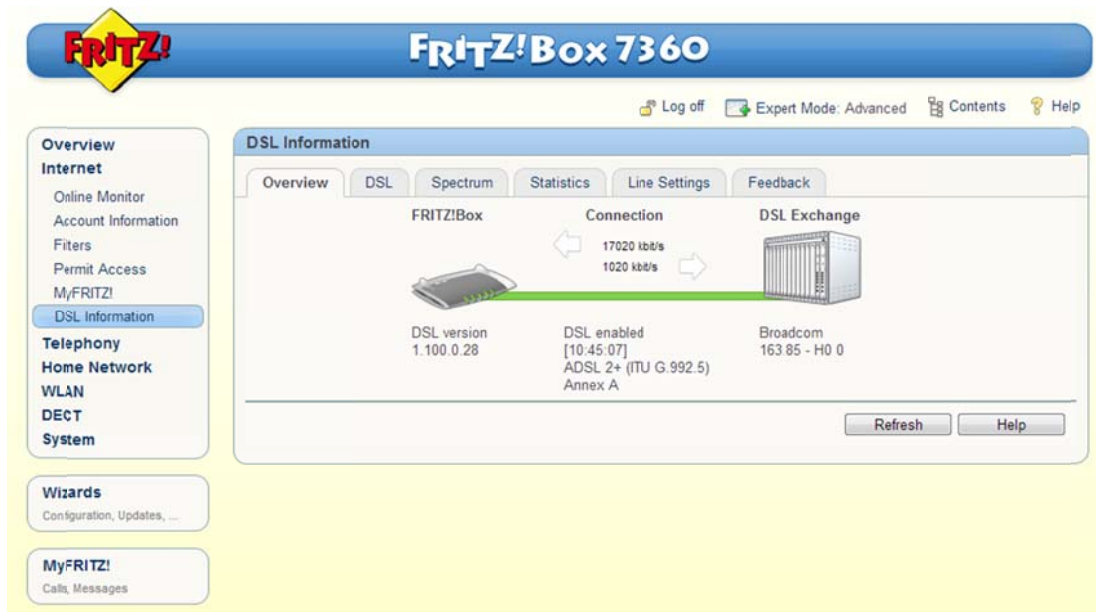 FRITZ!
FRITZ!Box 7360
Log off Expert Mode: Advanced Contents Help
Overview
Internet
Online Monitor
Account Information
Filters
Permit Access
MyFRITZ!
DSL Information
Telephony
Home Network
WLAN
DECT
System
Wizards
Configuration, Updates, ...
MyFRITZ!
Calls, Messages
DSL Information
Overview DSL Spectrum Statistics Line Settings Feedback
FRITZ!Box Connection DSL Exchange
17020 kbit/s
1020 kbit/s
DSL version DSL enabled Broadcom
1.100.0.28 [10:45:07] 163.85 - H0 0
ADSL 2+ (ITU G.992.5)
Annex A
Refresh Help